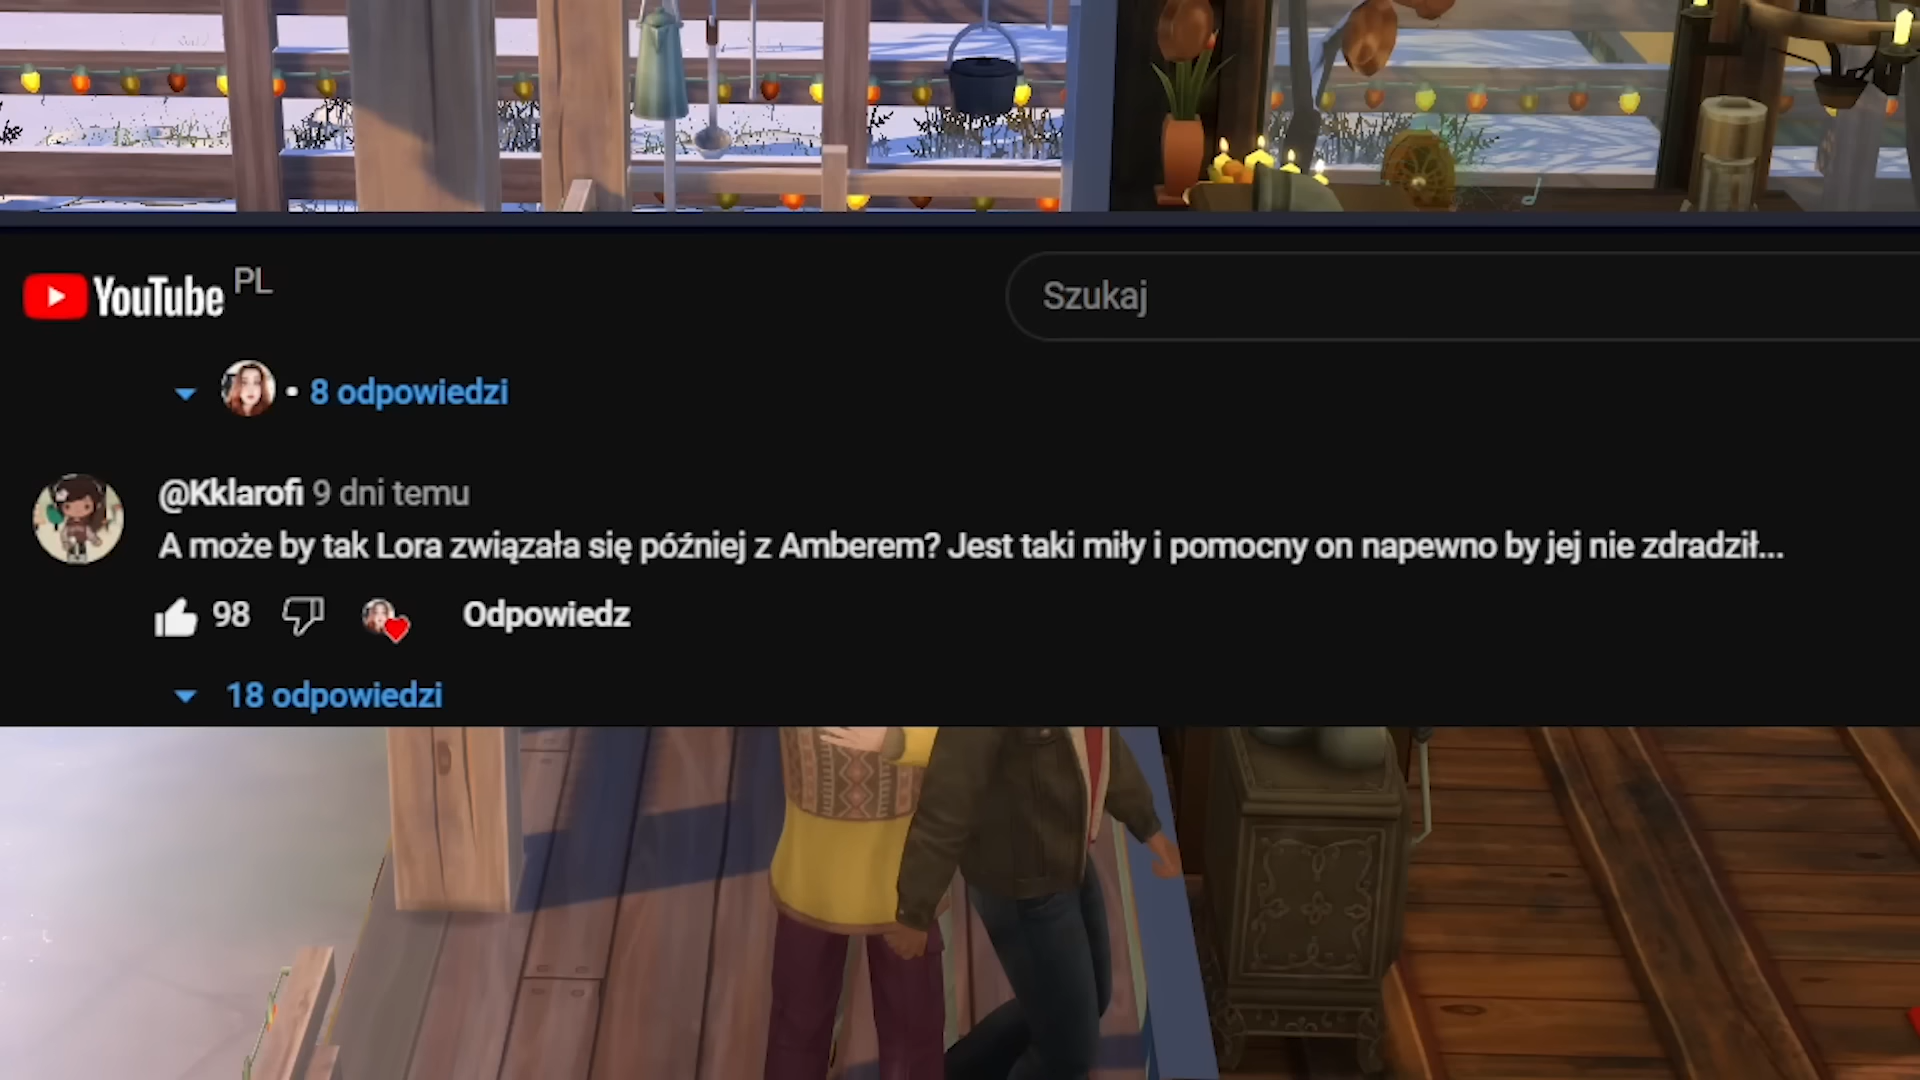 YouTube PL
Szukaj
• 8 odpowiedzi
@Kklarofi 9 dni temu
A może by tak Lora związała się później z Amberem? Jest taki miły i pomocny on napewno by jej nie zdradził...
98 Odpowiedz
18 odpowiedzi